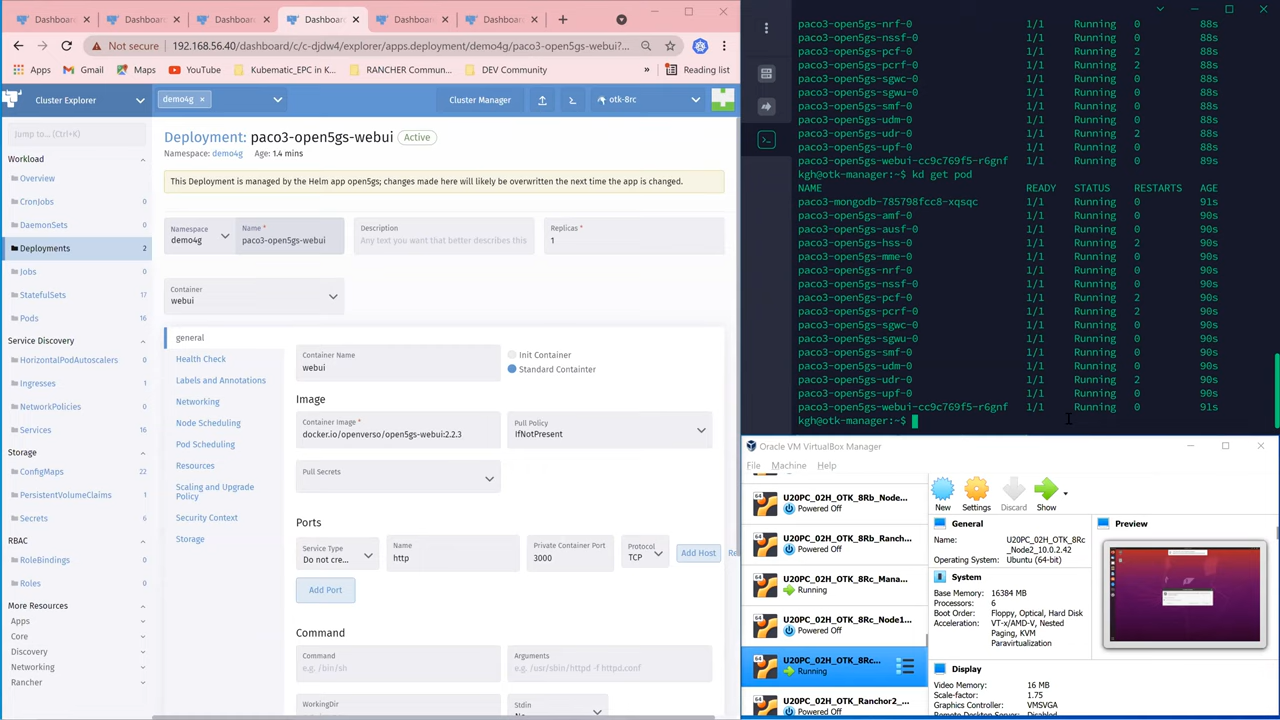 Dashboar
Dashboar
Dashboar
Dashboar
Dashboar
Dashboar
Not secure
192.168.56.40/dashboard/c/c-djdw4/explorer/apps.deployment/demo4g/paco3-open5gs-webui?...
Apps
Gmail
Maps
YouTube
Kubematic_EPC in K...
RANCHER Commun...
DEV Community
»
Reading list
Cluster Explorer
demo4g ×
Cluster Manager
otk-8rc
Jump to... (Ctrl+K)
Workload
Overview
CronJobs 0
DaemonSets 0
Deployments 2
Jobs 0
StatefulSets 17
Pods 16
Service Discovery
HorizontalPodAutoscalers 0
Ingresses 1
NetworkPolicies 0
Services 9
Storage
ConfigMaps 22
PersistentVolumeClaims 0
Secrets 6
RBAC
RoleBindings 0
Roles 0
More Resources
Apps
Core
Discovery
Networking
Rancher
Deployment: paco3-open5gs-webui Active
Namespace: demo4g Age: 1.4 mins
This Deployment is managed by the Helm app open5gs; changes made here will likely be overwritten the next time the app is changed.
Namespace
demo4g
Name *
paco3-open5gs-webui
Description
Any text you want that better describes this
Replicas *
1
Container
webui
general
Health Check
Labels and Annotations
Networking
Node Scheduling
Pod Scheduling
Resources
Scaling and Upgrade
Policy
Security Context
Storage
Container Name
webui
Init Container
Standard Container
Image
Container Image *
docker.io/openverso/open5gs-webui:2.2.3
Pull Policy
IfNotPresent
Pull Secrets
Ports
Service Type
Do not cre...
Name
http
Private Container Port
3000
Protocol
TCP
Add Host
Re
Add Port
Command
Command
e.g. /bin/sh
Arguments
e.g. /usr/sbin/httpd -f httpd.conf
WorkingDir
Stdin
paco3-open5gs-nrf-0 1/1 Running 0 88s
paco3-open5gs-nssf-0 1/1 Running 0 88s
paco3-open5gs-pcf-0 1/1 Running 2 88s
paco3-open5gs-pcrf-0 1/1 Running 2 88s
paco3-open5gs-sgwc-0 1/1 Running 0 88s
paco3-open5gs-sgwu-0 1/1 Running 0 88s
paco3-open5gs-smf-0 1/1 Running 0 88s
paco3-open5gs-udm-0 1/1 Running 0 88s
paco3-open5gs-udr-0 1/1 Running 2 88s
paco3-open5gs-upf-0 1/1 Running 0 88s
paco3-open5gs-webui-cc9c769f5-r6gnf 1/1 Running 0 89s
kgh@otk-manager:~$ kd get pod
NAME READY STATUS RESTARTS AGE
paco3-mongodb-785798fcc8-xqsqc 1/1 Running 0 91s
paco3-open5gs-amf-0 1/1 Running 0 90s
paco3-open5gs-ausf-0 1/1 Running 0 90s
paco3-open5gs-hss-0 1/1 Running 2 90s
paco3-open5gs-mme-0 1/1 Running 0 90s
paco3-open5gs-nrf-0 1/1 Running 0 90s
paco3-open5gs-nssf-0 1/1 Running 0 90s
paco3-open5gs-pcf-0 1/1 Running 2 90s
paco3-open5gs-pcrf-0 1/1 Running 2 90s
paco3-open5gs-sgwc-0 1/1 Running 0 90s
paco3-open5gs-sgwu-0 1/1 Running 0 90s
paco3-open5gs-smf-0 1/1 Running 0 90s
paco3-open5gs-udm-0 1/1 Running 0 90s
paco3-open5gs-udr-0 1/1 Running 2 90s
paco3-open5gs-upf-0 1/1 Running 0 90s
paco3-open5gs-webui-cc9c769f5-r6gnf 1/1 Running 0 91s
kgh@otk-manager:~$
Oracle VM VirtualBox Manager
File Machine Help
U20PC_02H_OTK_8Rb_Node...
Powered Off
U20PC_02H_OTK_8Rb_Ranch...
Powered Off
U20PC_02H_OTK_8Rc_Mana...
Running
U20PC_02H_OTK_8Rc_Node1...
Powered Off
U20PC_02H_OTK_8Rc...
Running
U20PC_02H_OTK_Ranchor2_...
Powered Off
New
Settings
Discard
Show
General
Name: U20PC_02H_OTK_8Rc
_Node2_10.0.2.42
Operating System: Ubuntu (64-bit)
System
Base Memory: 16384 MB
Processors: 6
Boot Order: Floppy, Optical, Hard Disk
Acceleration: VT-x/AMD-V, Nested
Paging, KVM
Paravirtualization
Display
Video Memory: 16 MB
Scale-factor: 1.75
Graphics Controller: VMSVGA
Remote Desktop Server: Disabled
Preview